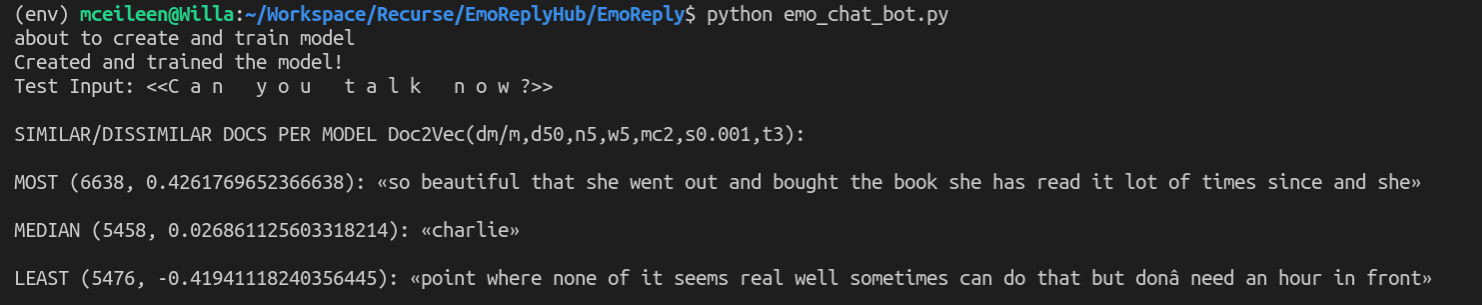 (env) mceileen@Willa:~/Workspace/Recurse/EmoReplyHub/EmoReply$ python emo_chat_bot.py
about to create and train model
Created and trained the model!
Test Input: <<C a n   y o u   t a l k   n o w ?>>
SIMILAR/DISSIMILAR DOCS PER MODEL Doc2Vec(dm/m,d50,n5,w5,mc2,s0.001,t3):
MOST (6638, 0.4261769652366638): «so beautiful that she went out and bought the book she has read it lot of times since and she»
MEDIAN (5458, 0.026861125603318214): «charlie»
LEAST (5476, -0.41941118240356445): «point where none of it seems real well sometimes can do that but donâ need an hour in front»